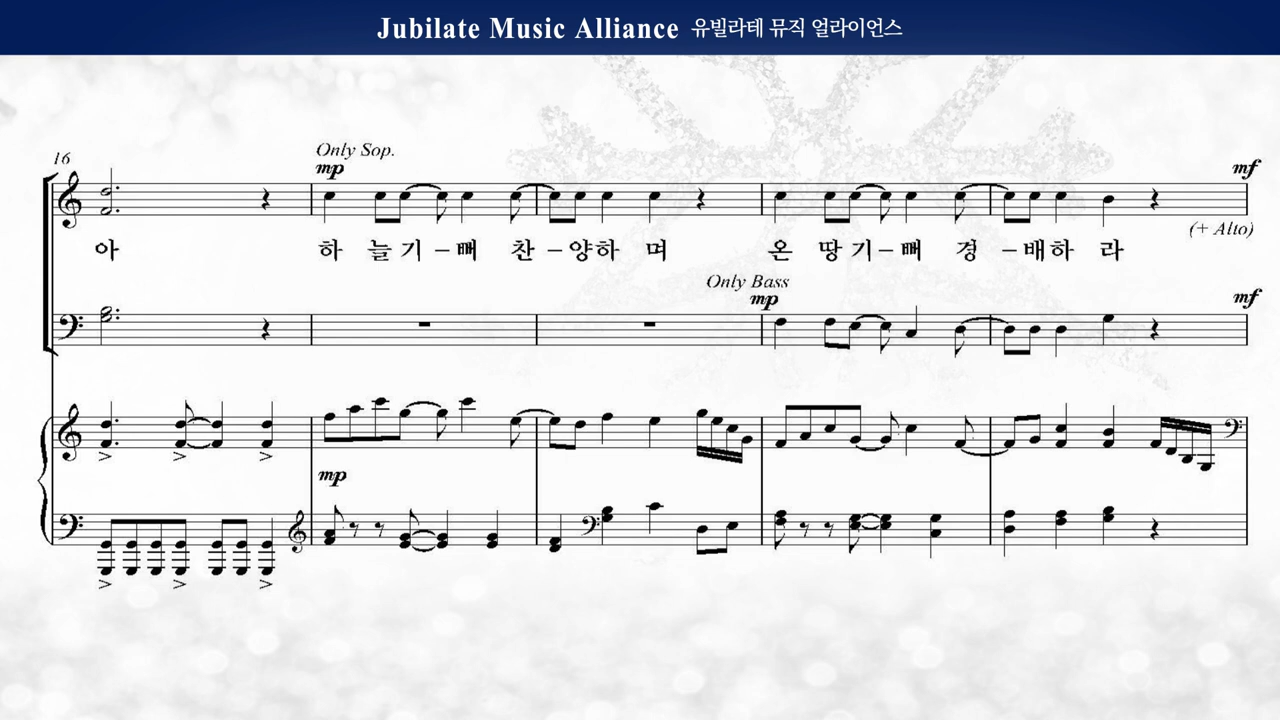 Jubilate Music Alliance 유빌라테 뮤직 얼라이언스
16
Only Sop.
mp
mf
(+ Alto)
아 하 늘 기 – 뻐 찬 – 양 하 며 온 땅 기 – 뻐 경 – 배 하 라
Only Bass
mp
mf
mp